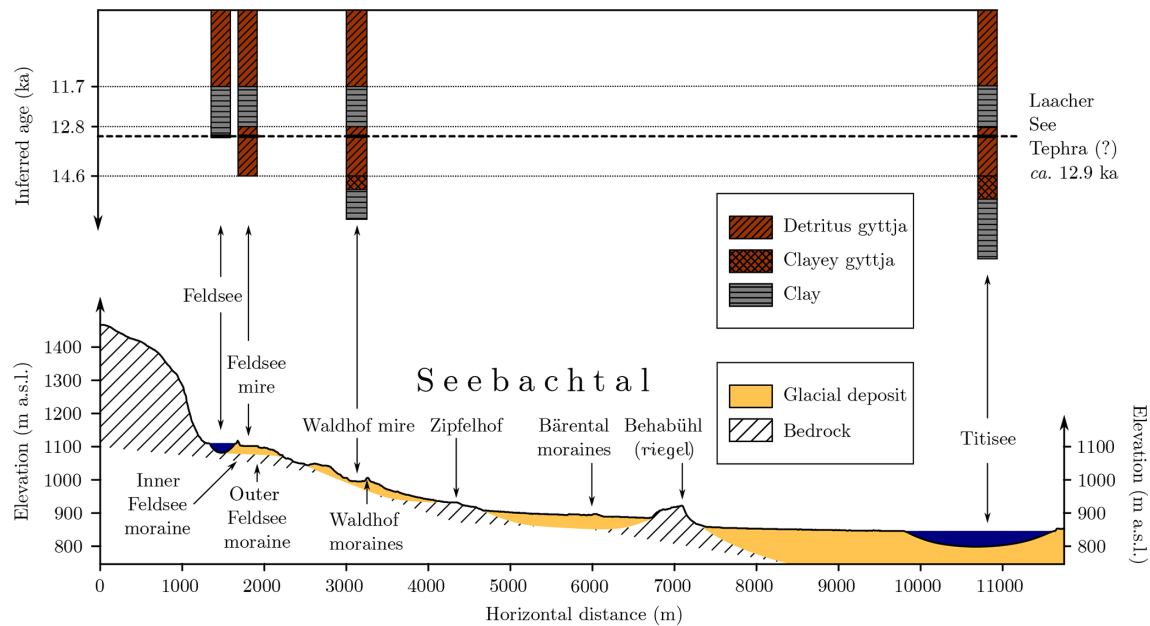 Inferred age (ka)
11.7
12.8
14.6
Laacher
See
Tephra (?)
ca. 12.9 ka
Detritus gyttja
Clayey gyttja
Clay
Glacial deposit
Bedrock
Seebachtal
Feldsee
Feldsee
mire
Waldhof mire
Zipfelhof
Bärental
moraines
Behabühl
(riegel)
Titisee
Inner
Feldsee
moraine
Outer
Feldsee
moraine
Waldhof
moraines
Elevation (m a.s.l.)
1400
1300
1200
1100
1000
900
800
Elevation (m a.s.l.)
1100
1000
900
800
0
1000
2000
3000
4000
5000
6000
7000
8000
9000
10000
11000
Horizontal distance (m)